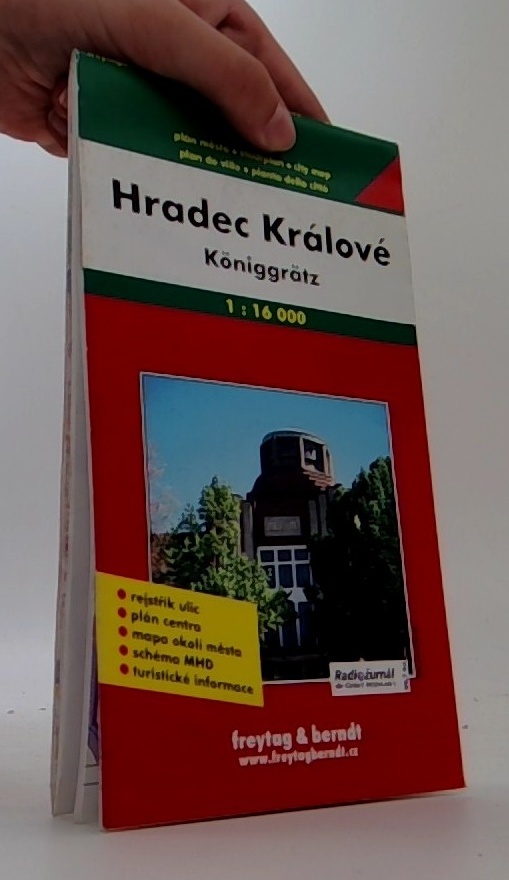 plán města • stadtplan • city map
plan de ville • pianta della città
Hradec Králové
Königgrätz
1 : 16 000
• rejstřík ulic
• plán centra
• mapa okolí města
• schéma MHD
• turistické informace
Radiožurnál
freytag & berndt
www.freytagberndt.cz